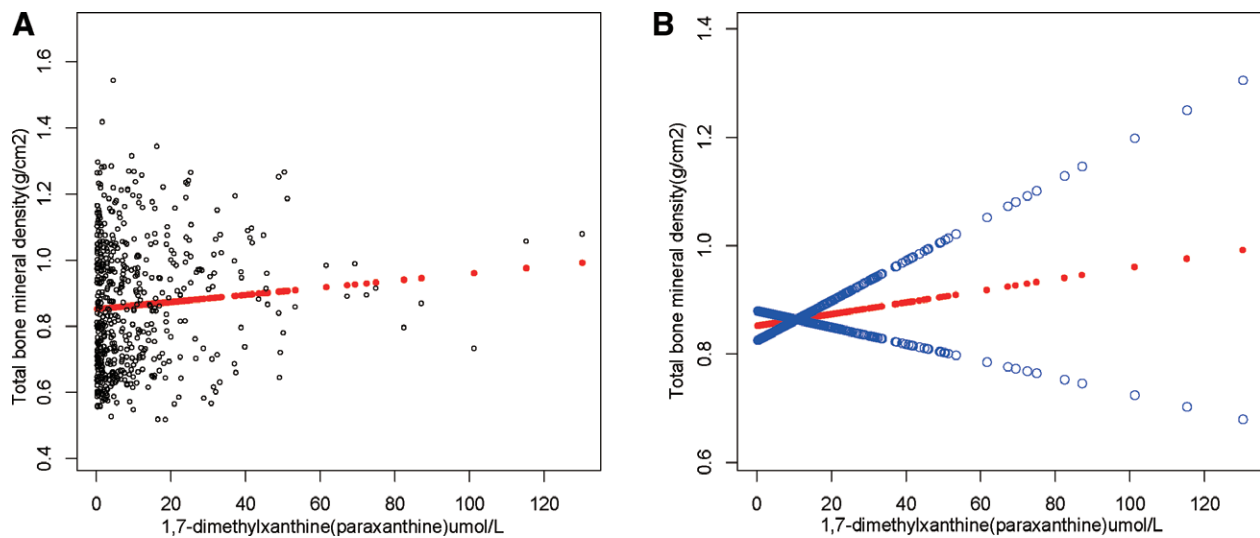 A
Total bone mineral density(g/cm2)
1.6
1.4
1.2
1.0
0.8
0.6
0.4
0 20 40 60 80 100 120
1,7-dimethylxanthine(paraxanthine)umol/L
B
Total bone mineral density(g/cm2)
1.4
1.2
1.0
0.8
0.6
0 20 40 60 80 100 120
1,7-dimethylxanthine(paraxanthine)umol/L